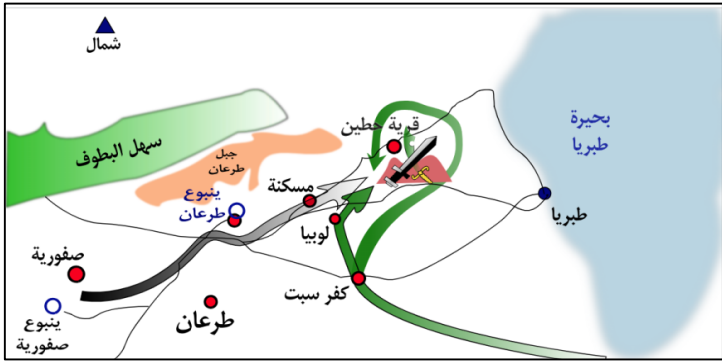 شمال
سهل البطوف
جبل
طرعان
قرية حطين
بحيرة
طبريا
مسكنة
ينبوع
طرعان
لوبيا
طبريا
صفورية
كفر سبت
طرعان
ينبوع
صفورية